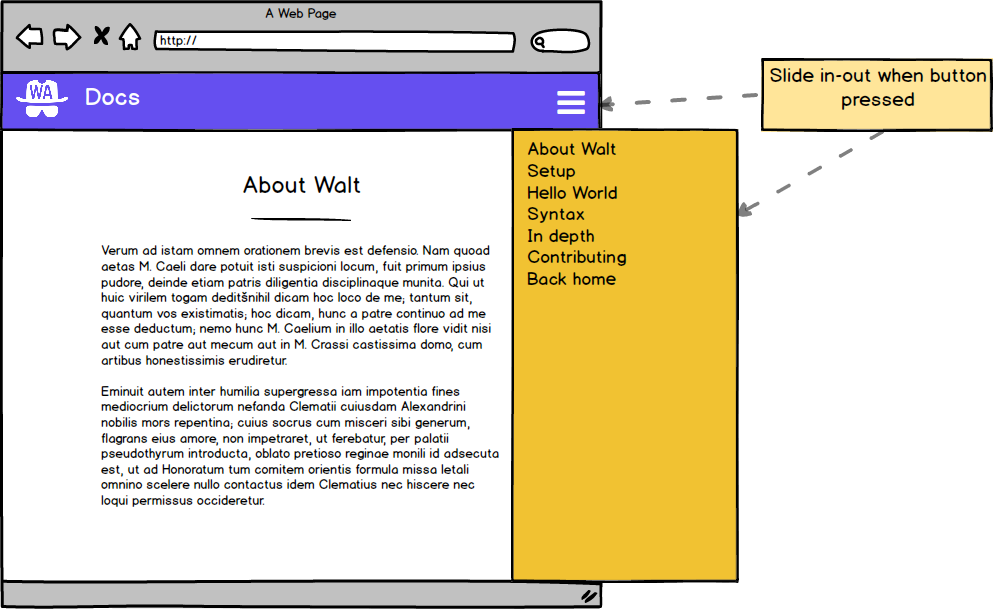 A Web Page
http://
WA
Docs
Slide in-out when button
pressed
About Walt
Verum ad istam omnem orationem brevis est defensio. Nam quoad
aetas M. Caeli dare potuit isti suspicioni locum, fuit primum ipsius
pudore, deinde etiam patris diligentia disciplinaque munita. Qui ut
huic virilem togam deditšnihil dicam hoc loco de me; tantum sit,
quantum vos existimatis; hoc dicam, hunc a patre continuo ad me
esse deductum; nemo hunc M. Caelium in illo aetatis flore vidit nisi
aut cum patre aut mecum aut in M. Crassi castissima domo, cum
artibus honestissimis erudiretur.
Eminuit autem inter humilia supergressa iam impotentia fines
mediocrium delictorum nefanda Clematii cuiusdam Alexandrini
nobilis mors repentina; cuius socrus cum misceri sibi generum,
flagrans eius amore, non impetraret, ut ferebatur, per palatii
pseudothyrum introducta, oblato pretioso reginae monili id adsecuta
est, ut ad Honoratum tum comitem orientis formula missa letali
omnino scelere nullo contactus idem Clematius nec hiscere nec
loqui permissus occideretur.
About Walt
Setup
Hello World
Syntax
In depth
Contributing
Back home